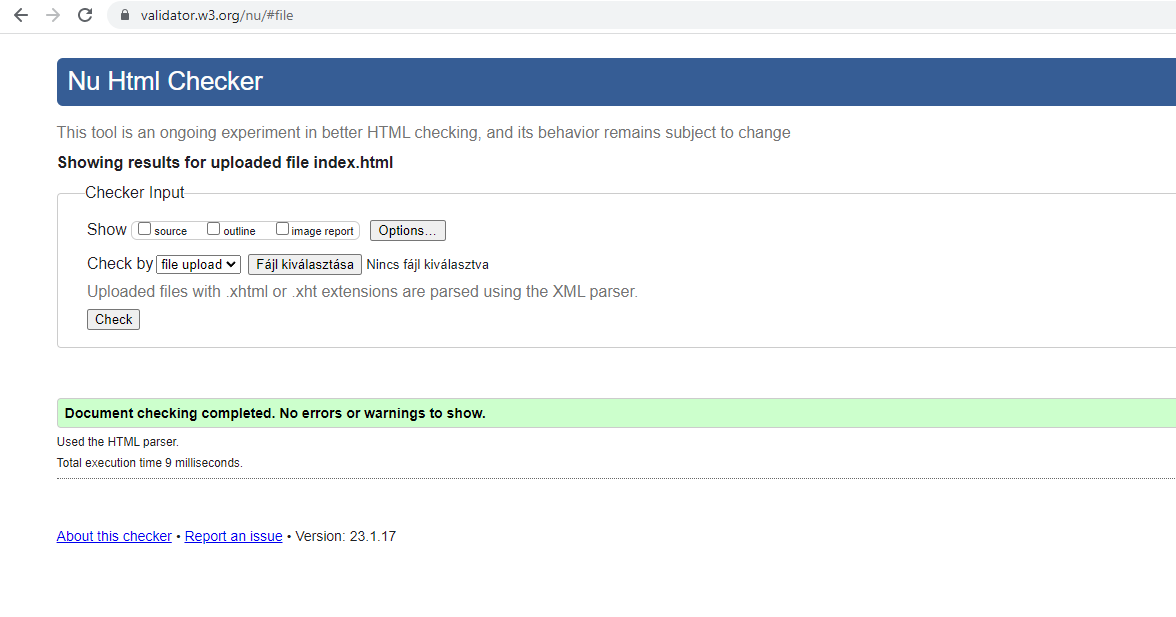 validator.w3.org/nu/#file
Nu Html Checker
This tool is an ongoing experiment in better HTML checking, and its behavior remains subject to change
Showing results for uploaded file index.html
Checker Input
Show source outline image report Options...
Check by file upload Fájl kiválasztása Nincs fájl kiválasztva
Uploaded files with .xhtml or .xht extensions are parsed using the XML parser.
Check
Document checking completed. No errors or warnings to show.
Used the HTML parser.
Total execution time 9 milliseconds.
About this checker • Report an issue • Version: 23.1.17